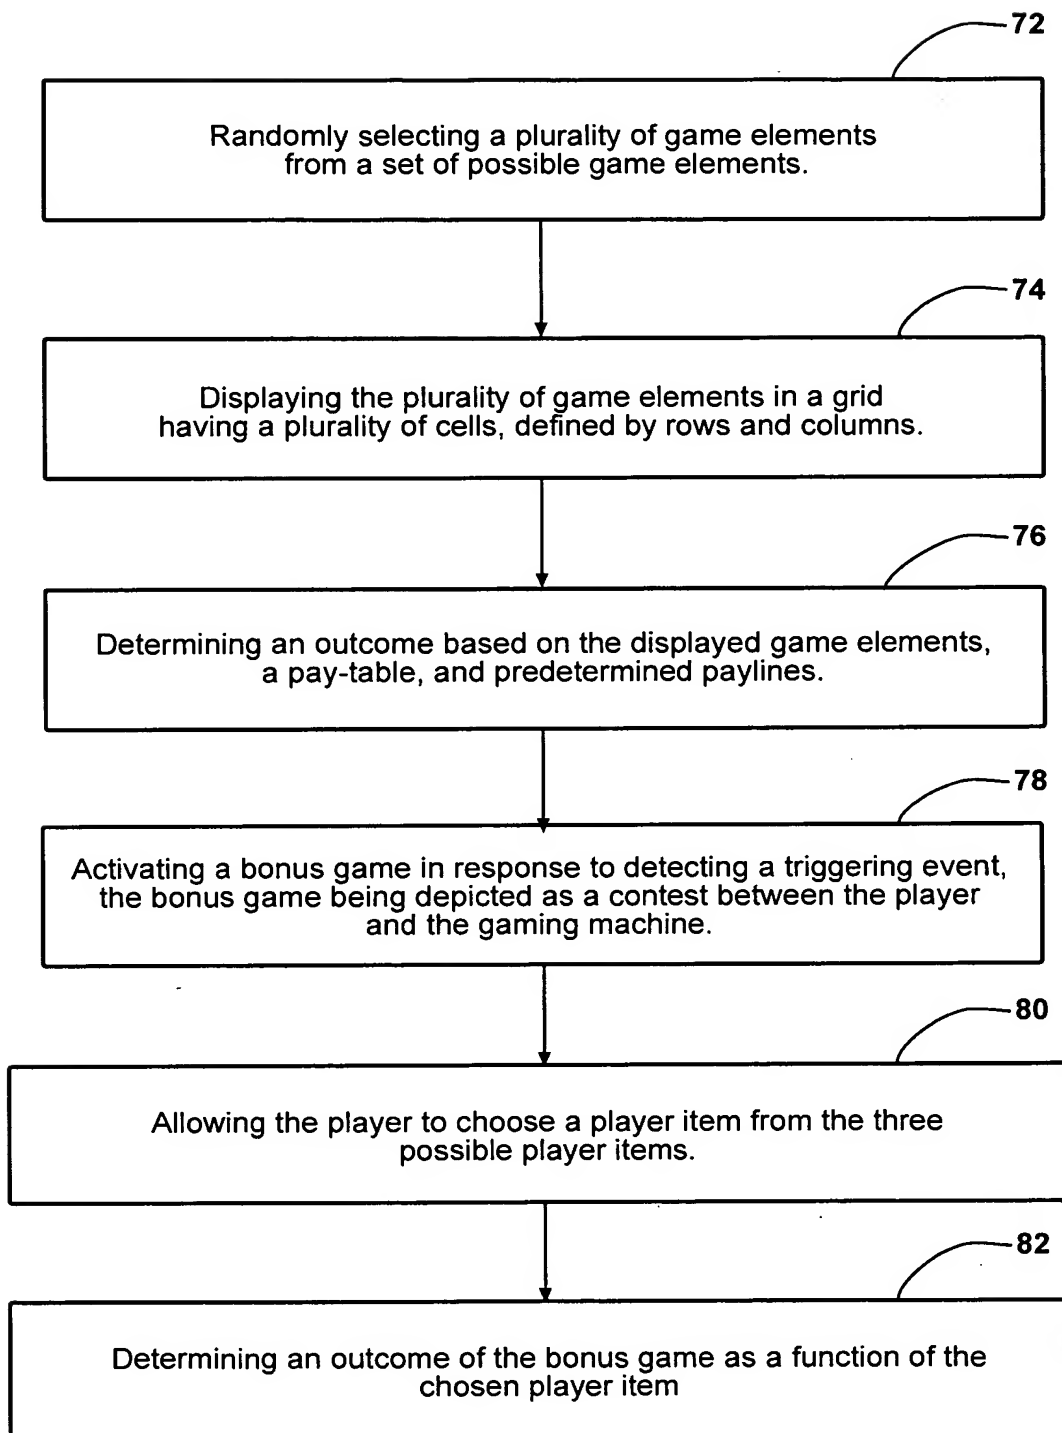 72
Randomly selecting a plurality of game elements
from a set of possible game elements.
74
Displaying the plurality of game elements in a grid
having a plurality of cells, defined by rows and columns.
76
Determining an outcome based on the displayed game elements,
a pay-table, and predetermined paylines.
78
Activating a bonus game in response to detecting a triggering event,
the bonus game being depicted as a contest between the player
and the gaming machine.
80
Allowing the player to choose a player item from the three
possible player items.
82
Determining an outcome of the bonus game as a function of the
chosen player item